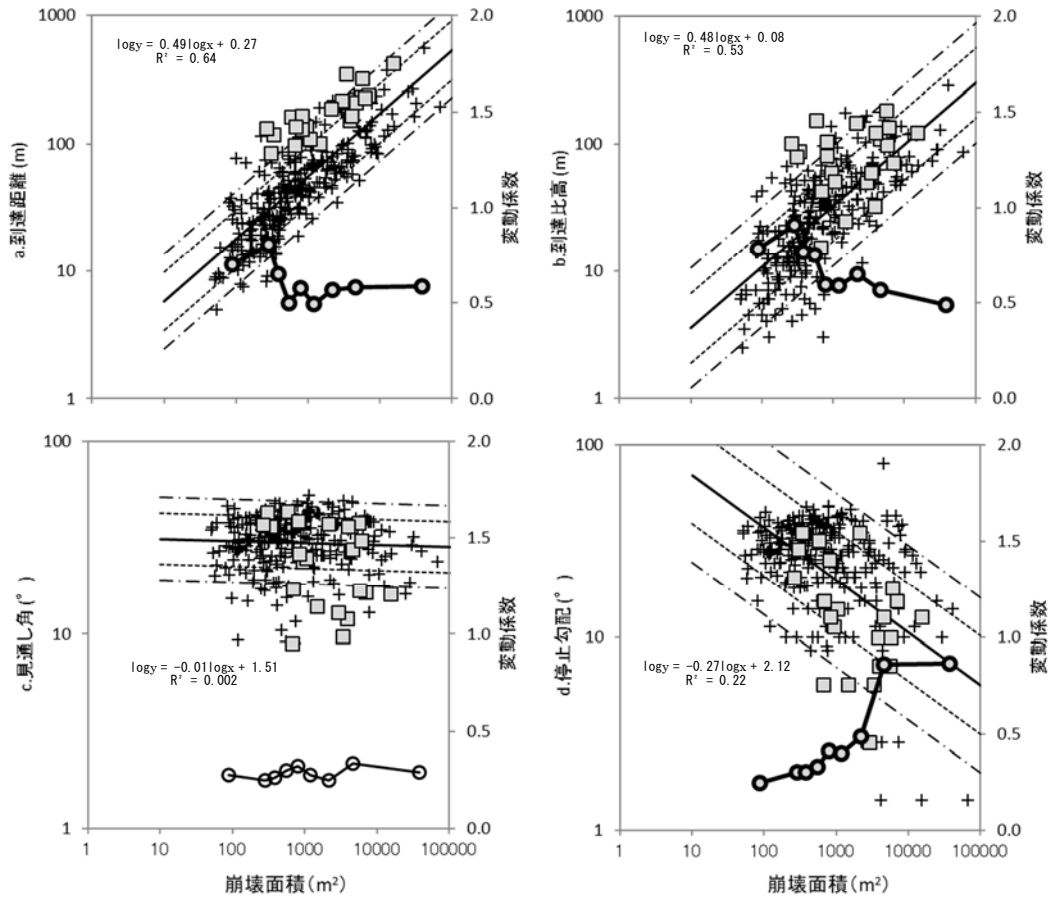 1000
100
10
1
2.0
1.5
1.0
0.5
0.0
a.到達距離(m)
変動係数
logy = 0.49logx + 0.27
R² = 0.64
1000
100
10
1
2.0
1.5
1.0
0.5
0.0
b.到達比高(m)
変動係数
logy = 0.48logx + 0.08
R² = 0.53
100
10
1
2.0
1.5
1.0
0.5
0.0
c.見通し角(°)
変動係数
logy = -0.01logx + 1.51
R² = 0.002
1 10 100 1000 10000 100000
崩壊面積(m²)
100
10
1
2.0
1.5
1.0
0.5
0.0
d.停止勾配(°)
変動係数
logy = -0.27logx + 2.12
R² = 0.22
1 10 100 1000 10000 100000
崩壊面積(m²)